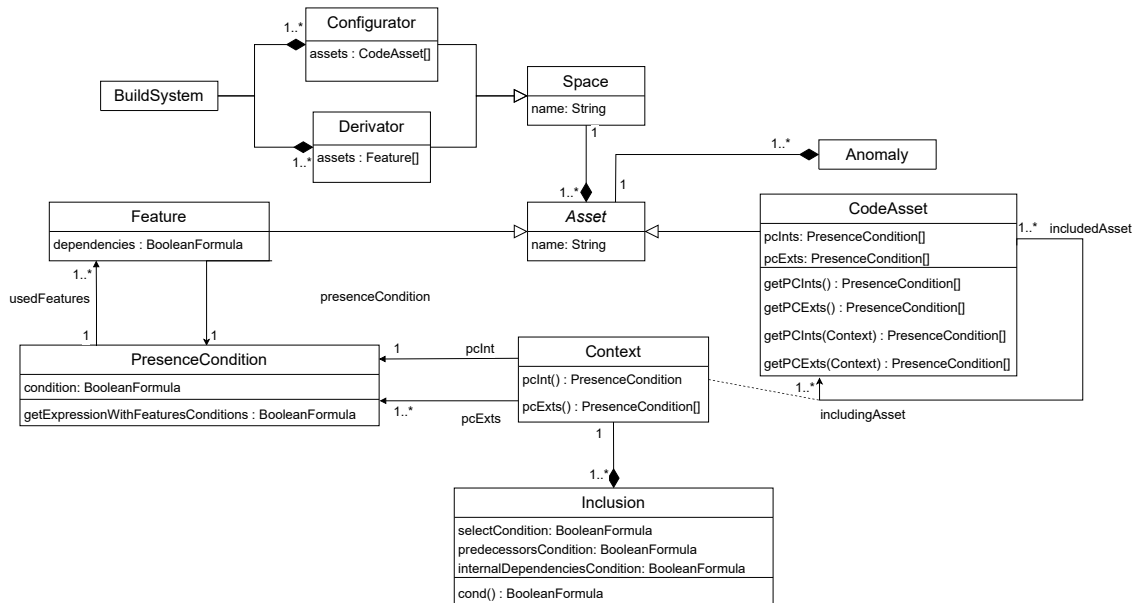 1..*
Configurator
assets : CodeAsset[]
BuildSystem
Derivator
assets : Feature[]
1..*
Space
name: String
1
1..*
Anomaly
1..*
1
Asset
name: String
Feature
dependencies : BooleanFormula
CodeAsset
pcInts: PresenceCondition[]
pcExts: PresenceCondition[]
getPCInts() : PresenceCondition[]
getPCExts() : PresenceCondition[]
getPCInts(Context) : PresenceCondition[]
getPCExts(Context) : PresenceCondition[]
1..*
includedAsset
1..*
includingAsset
1..*
usedFeatures
1
presenceCondition
1
PresenceCondition
condition: BooleanFormula
getExpressionWithFeaturesConditions : BooleanFormula
1
pcInt
1..*
pcExts
Context
pcInt() : PresenceCondition
pcExts() : PresenceCondition[]
1
1..*
Inclusion
selectCondition: BooleanFormula
predecessorsCondition: BooleanFormula
internalDependenciesCondition: BooleanFormula
cond() : BooleanFormula